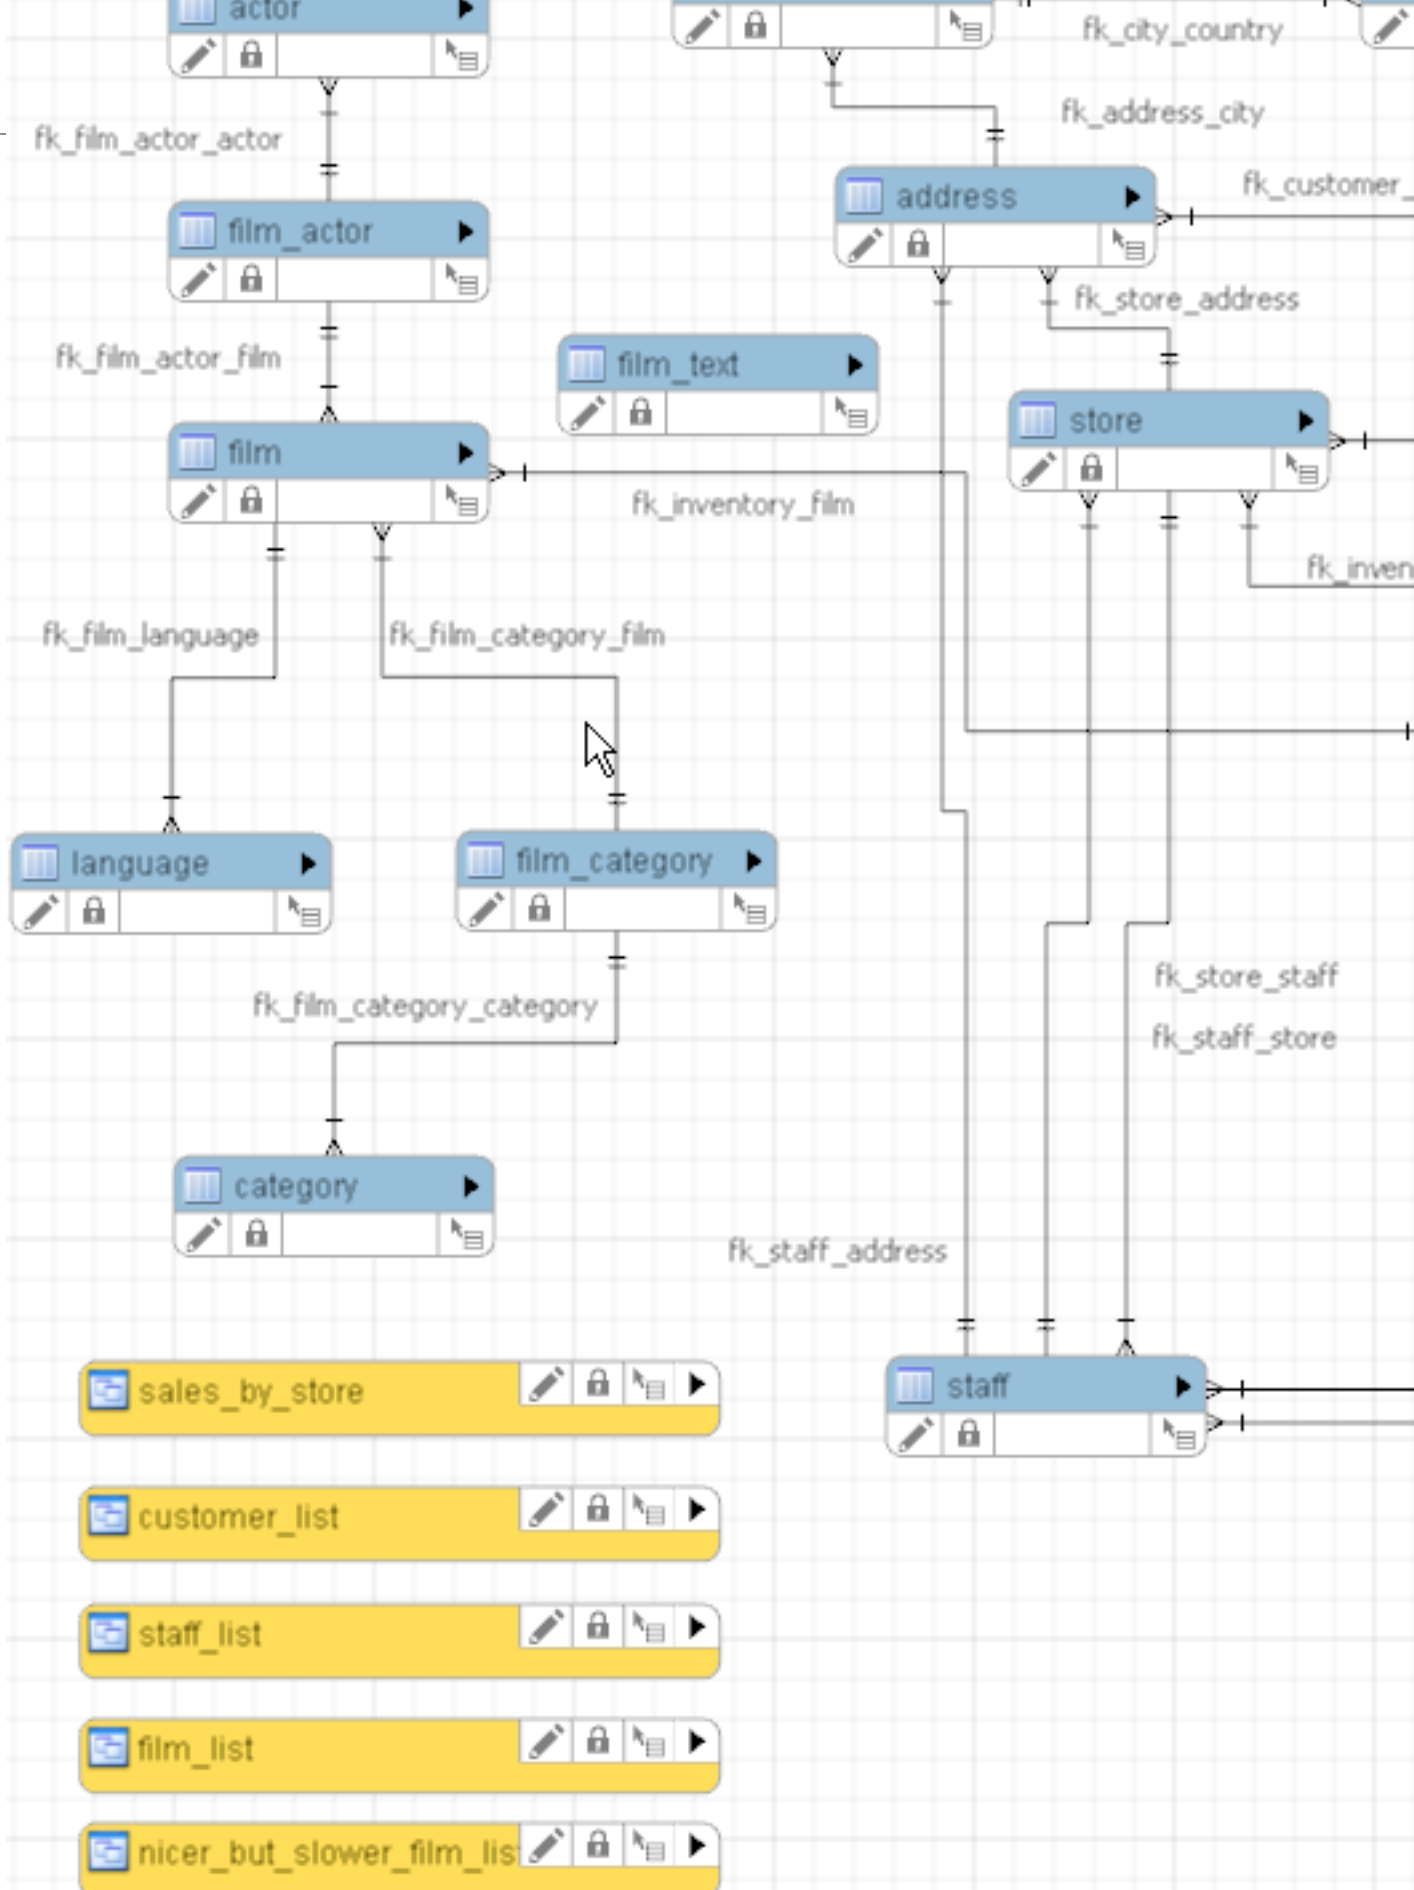 actor
fk_city_country
fk_address_city
fk_film_actor_actor
fk_customer_
address
film_actor
fk_store_address
fk_film_actor_film
film_text
store
film
fk_inventory_film
fk_inven
fk_film_language
fk_film_category_film
language
film_category
fk_store_staff
fk_film_category_category
fk_staff_store
category
fk_staff_address
staff
sales_by_store
customer_list
staff_list
film_list
nicer_but_slower_film_lis